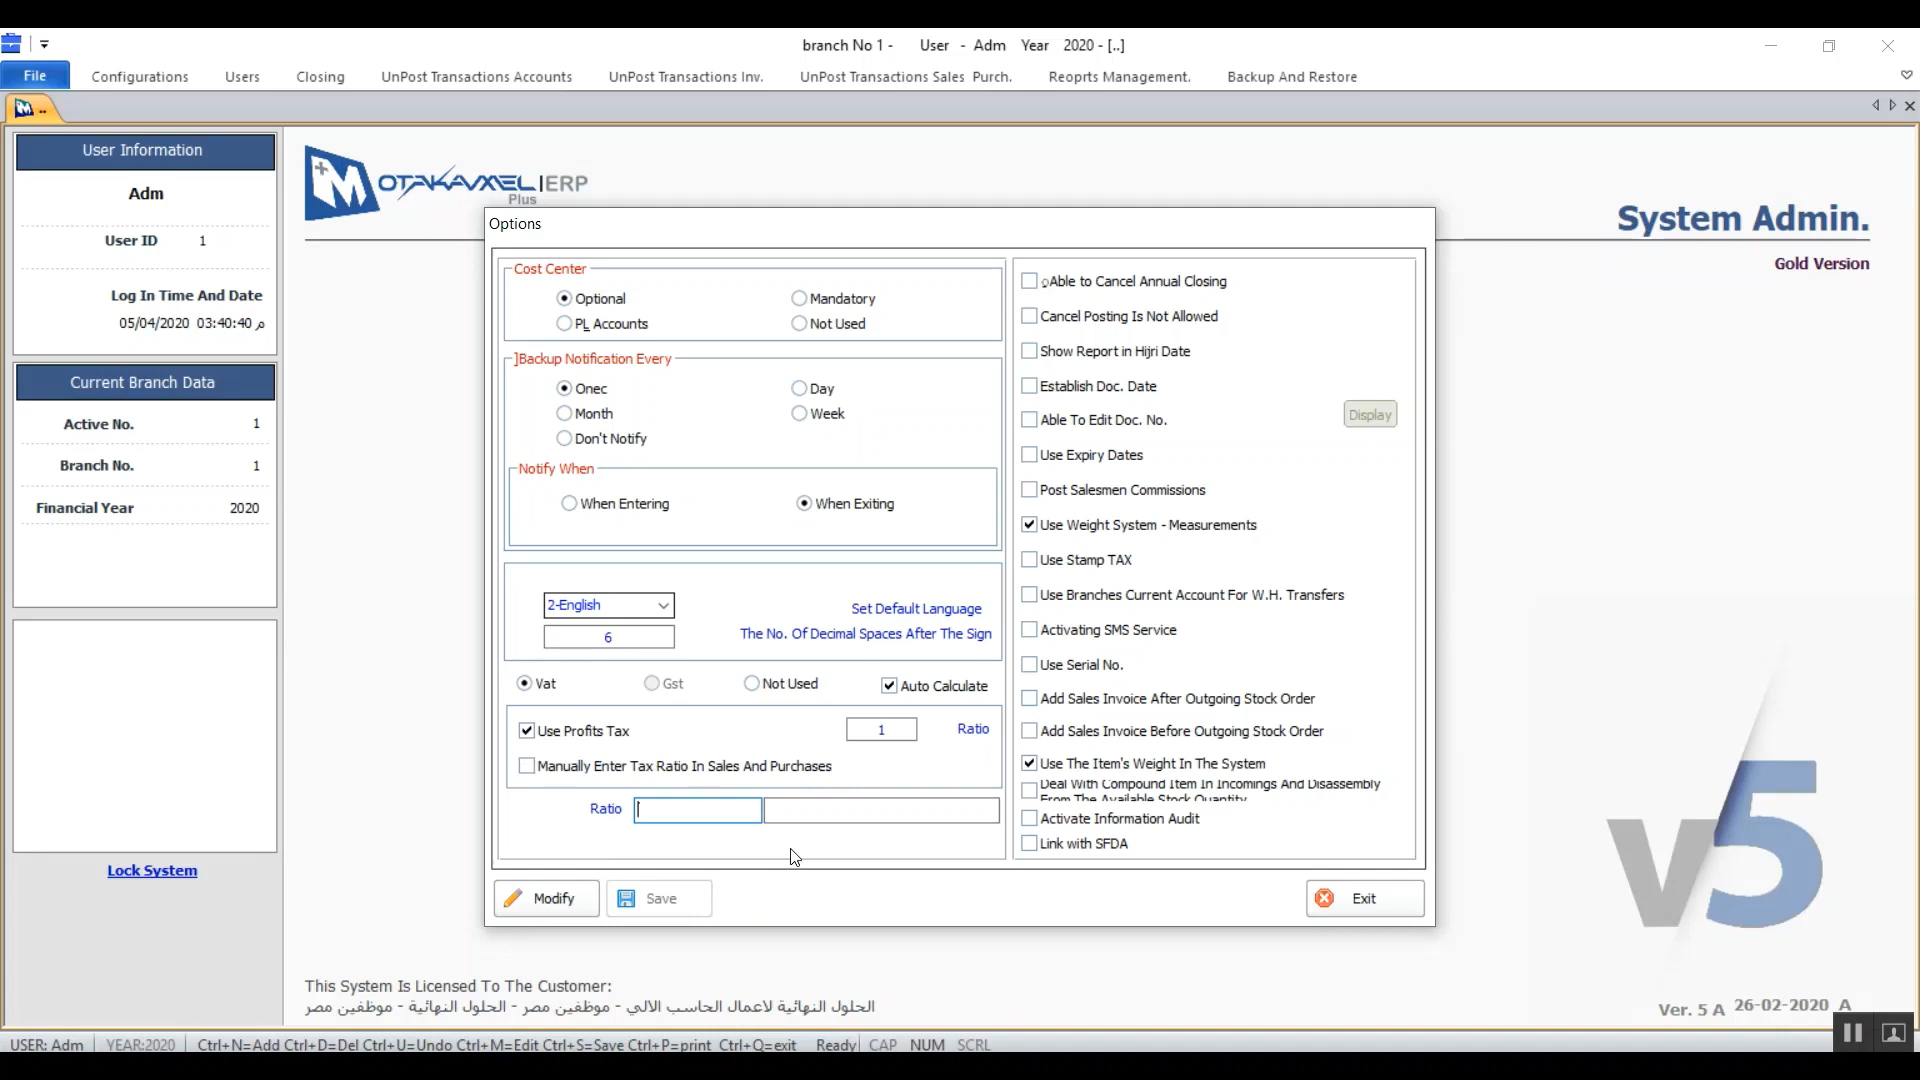 branch No 1 - User - Adm Year 2020 - [..]
File Configurations Users Closing UnPost Transactions Accounts UnPost Transactions Inv. UnPost Transactions Sales Purch. Reoprts Management. Backup And Restore
..
User Information
Adm
User ID 1
Log In Time And Date
05/04/2020 03:40:40 م
Current Branch Data
Active No. 1
Branch No. 1
Financial Year 2020
Lock System
MOTAKAMEL ERP
Plus
System Admin.
Gold Version
Options
Cost Center
Optional Mandatory
PL Accounts Not Used
]Backup Notification Every
Onec Day
Month Week
Don't Notify
Notify When
When Entering When Exiting
2-English Set Default Language
6 The No. Of Decimal Spaces After The Sign
Vat Gst Not Used Auto Calculate
Use Profits Tax 1 Ratio
Manually Enter Tax Ratio In Sales And Purchases
Ratio
Able to Cancel Annual Closing
Cancel Posting Is Not Allowed
Show Report in Hijri Date
Establish Doc. Date
Able To Edit Doc. No. Display
Use Expiry Dates
Post Salesmen Commissions
Use Weight System - Measurements
Use Stamp TAX
Use Branches Current Account For W.H. Transfers
Activating SMS Service
Use Serial No.
Add Sales Invoice After Outgoing Stock Order
Add Sales Invoice Before Outgoing Stock Order
Use The Item's Weight In The System
Deal With Compound Item In Incomings And Disassembly
From The Available Stock Quantity
Activate Information Audit
Link with SFDA
Modify Save Exit
v5
This System Is Licensed To The Customer:
الحلول النهائية لاعمال الحاسب الالي - موظفين مصر - الحلول النهائية - موظفين مصر
Ver. 5 A 26-02-2020 A
USER: Adm YEAR:2020 Ctrl+N=Add Ctrl+D=Del Ctrl+U=Undo Ctrl+M=Edit Ctrl+S=Save Ctrl+P=print Ctrl+Q=exit Ready CAP NUM SCRL